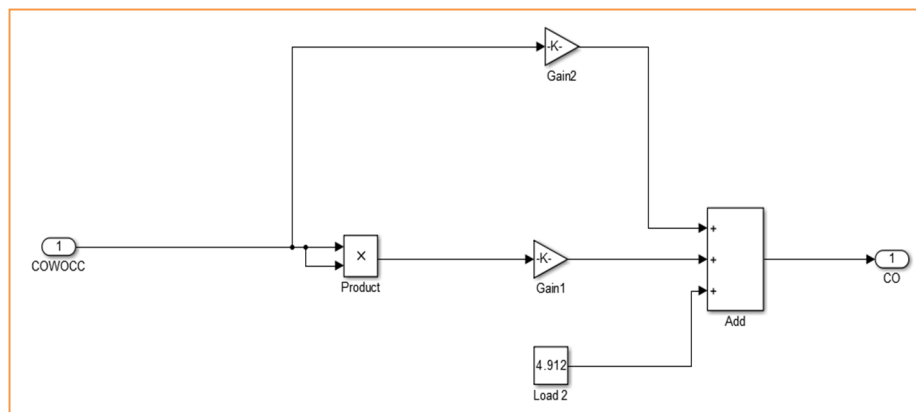 -K-
Gain2
1
COWOCC
×
Product
-K-
Gain1
4.912
Load 2
+
+
+
Add
1
CO